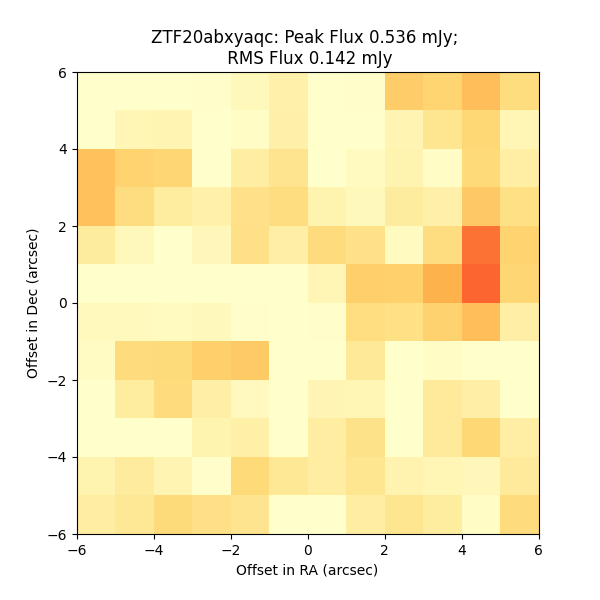 ZTF20abxyaqc: Peak Flux 0.536 mJy;
RMS Flux 0.142 mJy
6
4
2
0
−2
−4
−6
Offset in Dec (arcsec)
−6 −4 −2 0 2 4 6
Offset in RA (arcsec)